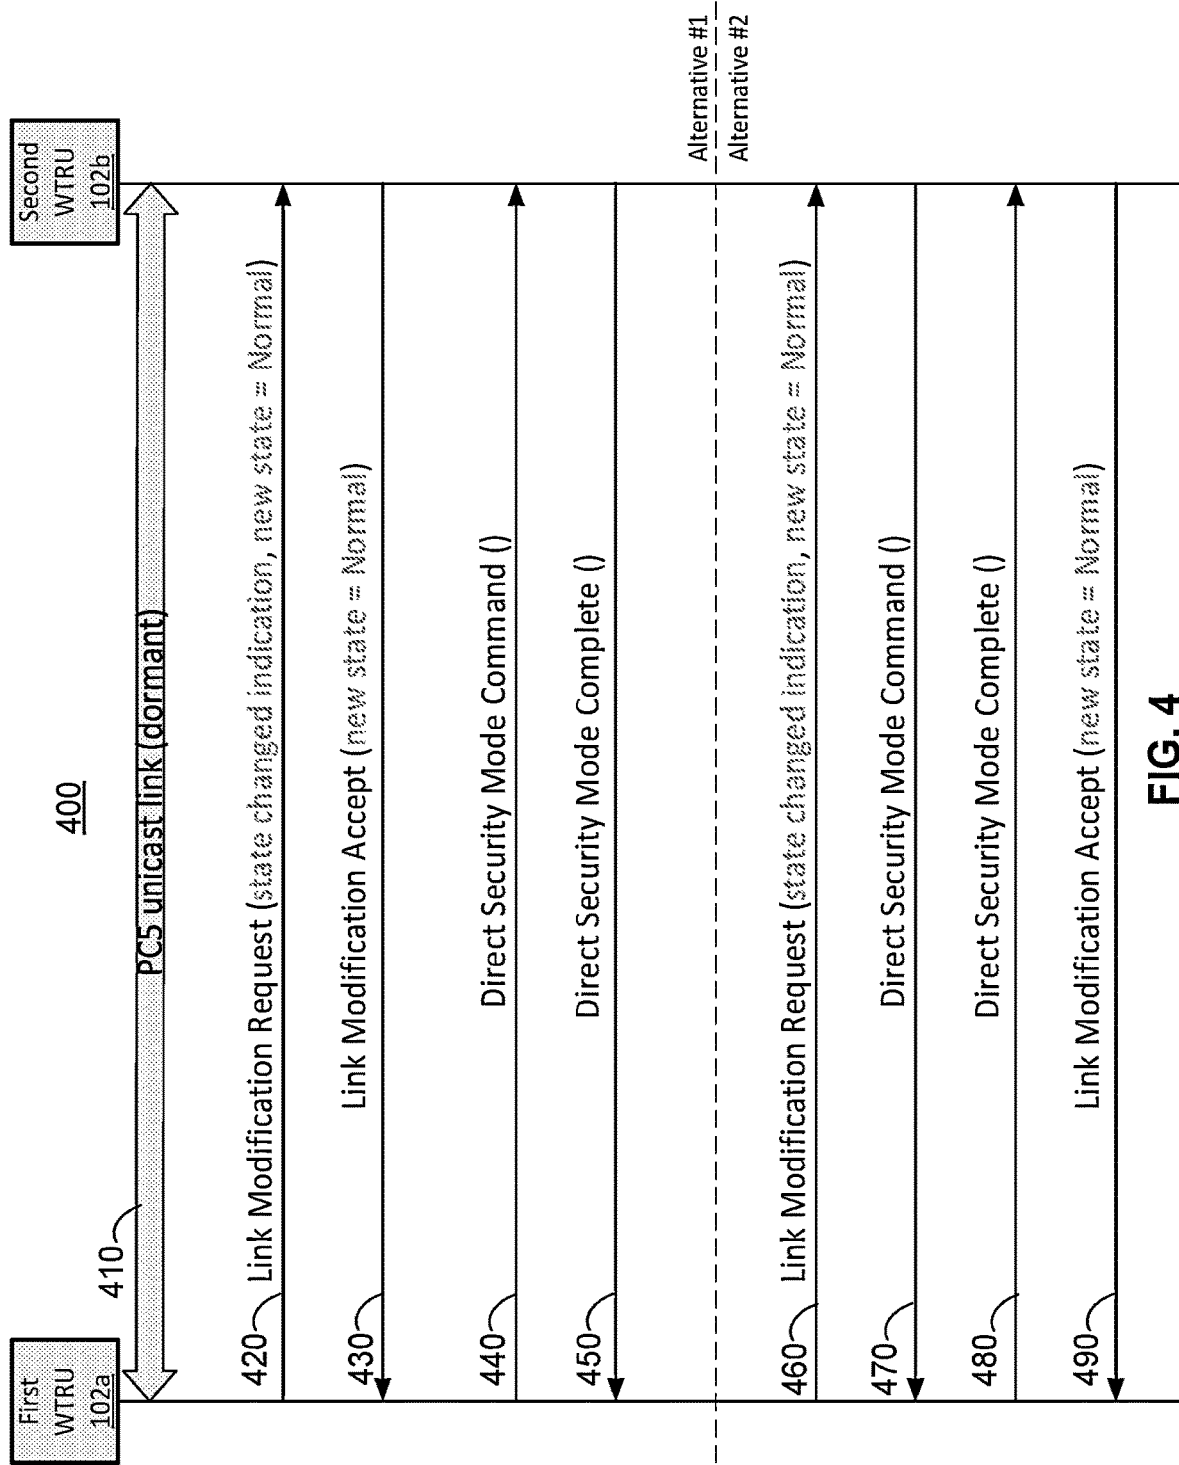 400
First
WTRU
102a
Second
WTRU
102b
410
PC5 unicast link (dormant)
420
Link Modification Request (state changed indication, new state = Normal)
430
Link Modification Accept (new state = Normal)
440
Direct Security Mode Command ()
450
Direct Security Mode Complete ()
Alternative #1
Alternative #2
460
Link Modification Request (state changed indication, new state = Normal)
470
Direct Security Mode Command ()
480
Direct Security Mode Complete ()
490
Link Modification Accept (new state = Normal)
FIG. 4